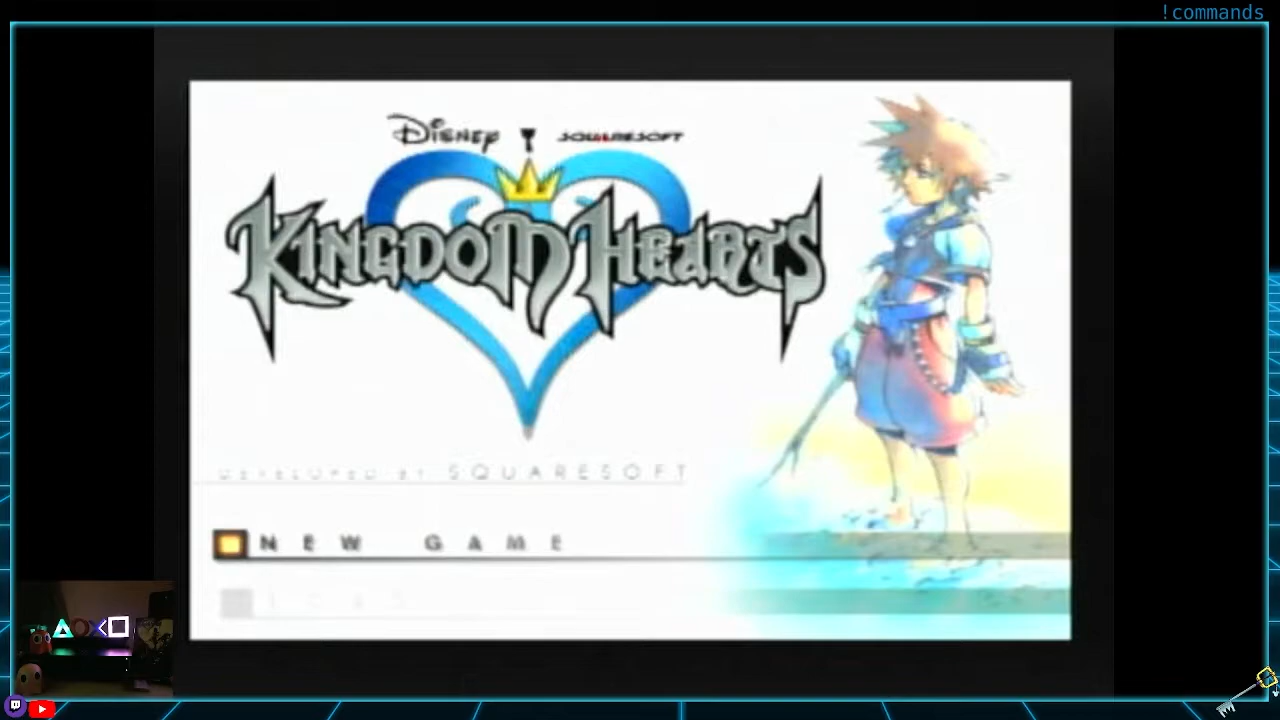 !commands
Disney SQUARESOFT
KINGDOM HEARTS
DEVELOPED BY SQUARESOFT
NEW GAME